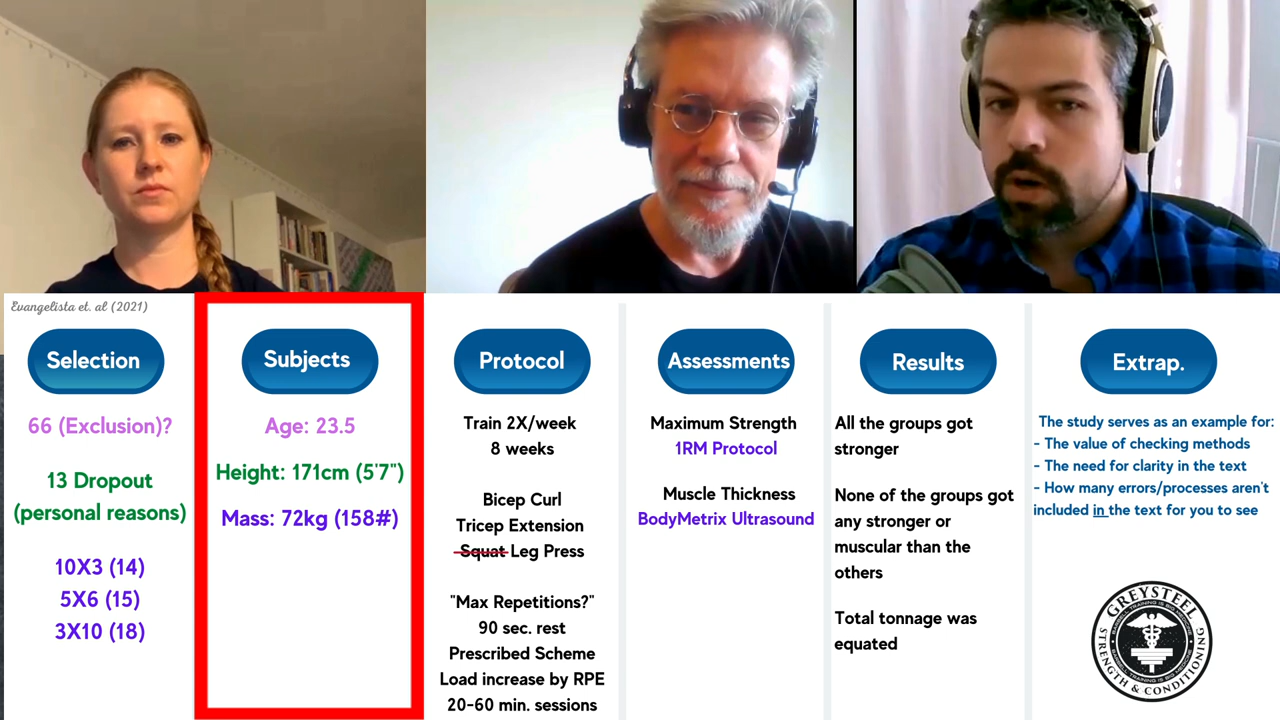 Evangelista et. al (2021)
Selection
66 (Exclusion)?
13 Dropout
(personal reasons)
10X3 (14)
5X6 (15)
3X10 (18)
Subjects
Age: 23.5
Height: 171cm (5'7")
Mass: 72kg (158#)
Protocol
Train 2X/week
8 weeks
Bicep Curl
Tricep Extension
Squat Leg Press
"Max Repetitions?"
90 sec. rest
Prescribed Scheme
Load increase by RPE
20-60 min. sessions
Assessments
Maximum Strength
1RM Protocol
Muscle Thickness
BodyMetrix Ultrasound
Results
All the groups got
stronger
None of the groups got
any stronger or
muscular than the
others
Total tonnage was
equated
Extrap.
The study serves as an example for:
- The value of checking methods
- The need for clarity in the text
- How many errors/processes aren't
included in the text for you to see
GREYSTEEL
STRENGTH & CONDITIONING